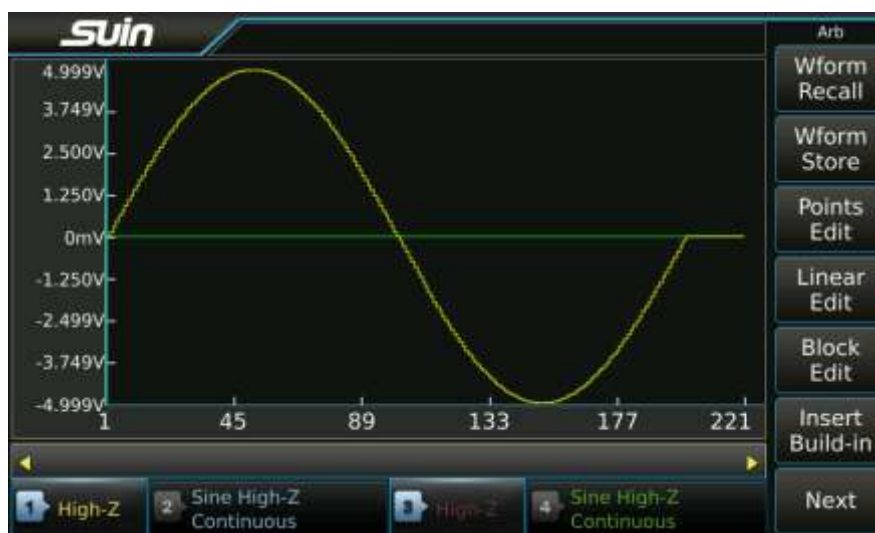 Suin
Arb
Wform
Recall
Wform
Store
Points
Edit
Linear
Edit
Block
Edit
Insert
Build-in
Next
4.999V
3.749V
2.500V
1.250V
0mV
-1.250V
-2.499V
-3.749V
-4.999V
1 45 89 133 177 221
1 High-Z
2 Sine High-Z
Continuous
3 High-Z
4 Sine High-Z
Continuous